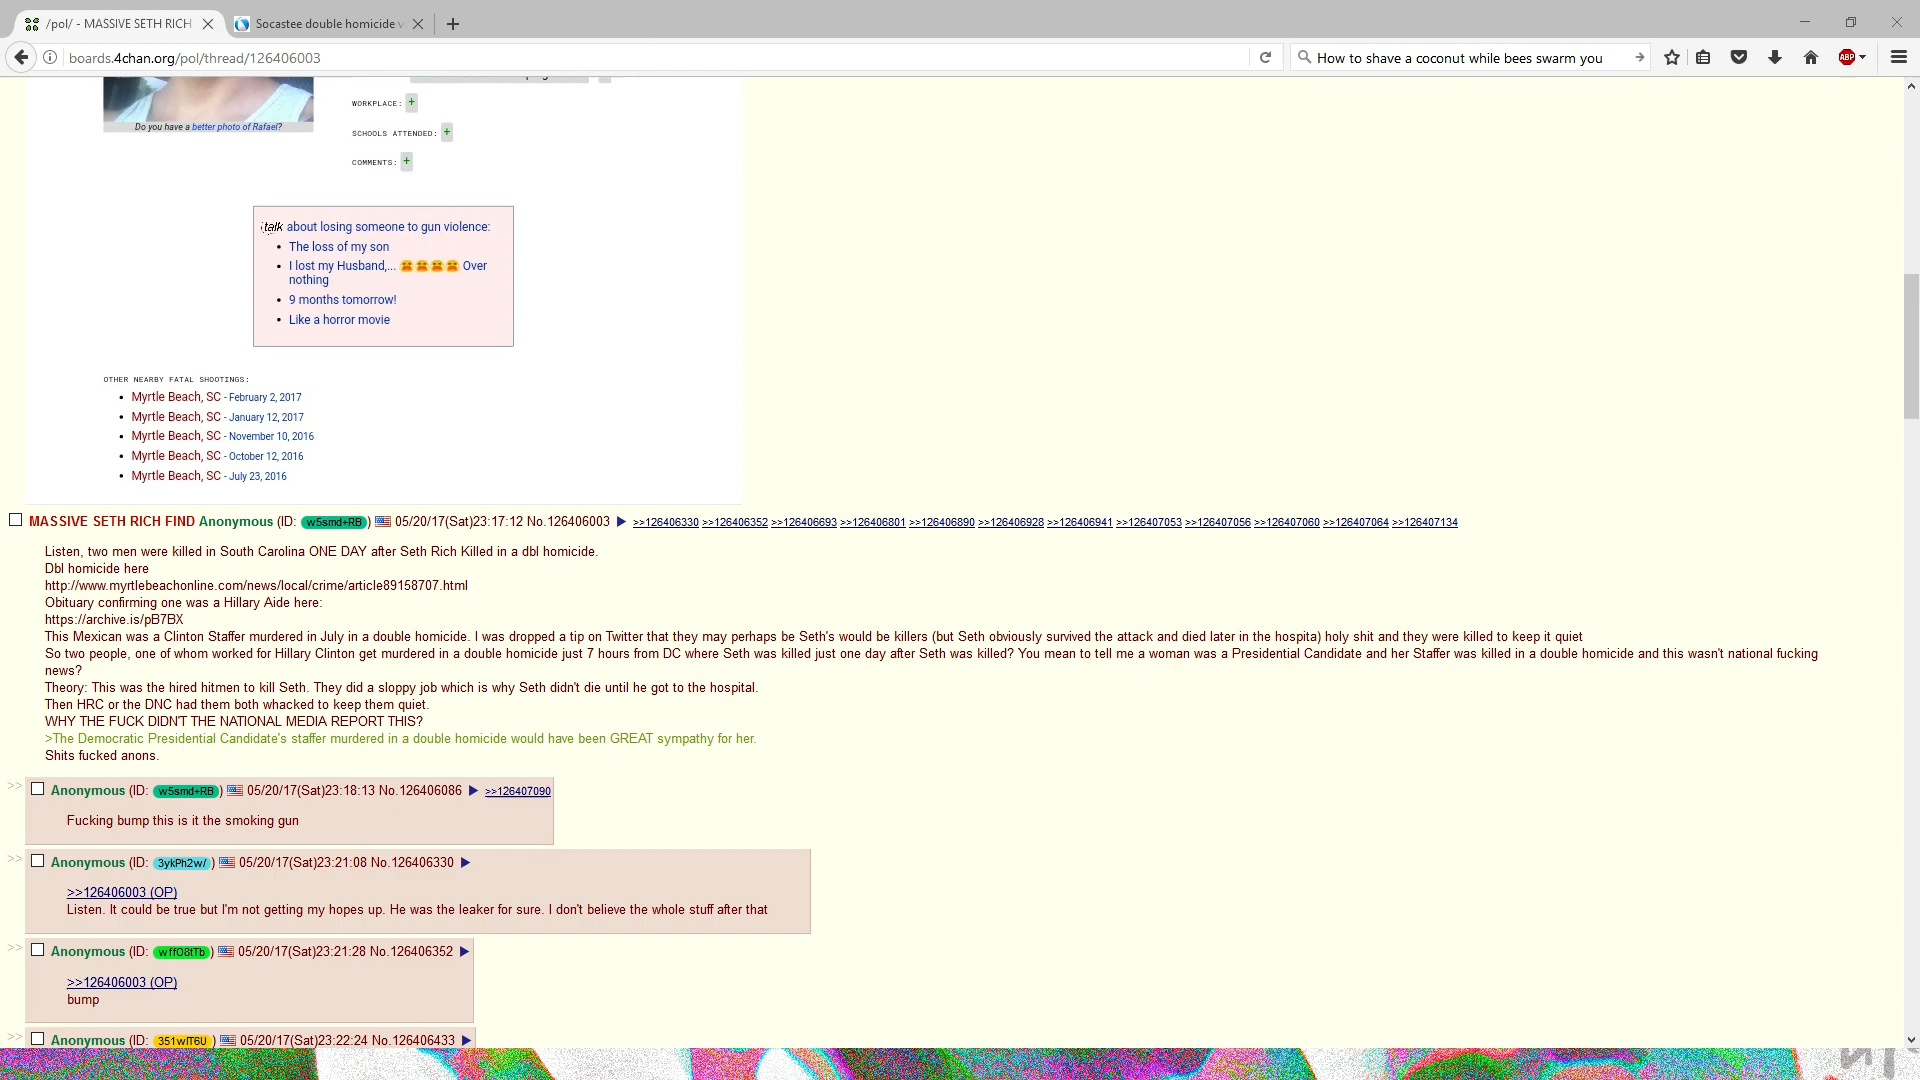 /pol/ - MASSIVE SETH RICH
Socastee double homicide v
boards.4chan.org/pol/thread/126406003
How to shave a coconut while bees swarm you
ABP
WORKPLACE: +
Do you have a better photo of Rafael?
SCHOOLS ATTENDED: +
COMMENTS: +
talk about losing someone to gun violence:
The loss of my son
I lost my Husband,... 😫😫😫😫 Over
nothing
9 months tomorrow!
Like a horror movie
OTHER NEARBY FATAL SHOOTINGS:
Myrtle Beach, SC - February 2, 2017
Myrtle Beach, SC - January 12, 2017
Myrtle Beach, SC - November 10, 2016
Myrtle Beach, SC - October 12, 2016
Myrtle Beach, SC - July 23, 2016
MASSIVE SETH RICH FIND Anonymous (ID: w5smd+RB) 05/20/17(Sat)23:17:12 No.126406003 ▶ >>126406330 >>126406352 >>126406693 >>126406801 >>126406890 >>126406928 >>126406941 >>126407053 >>126407056 >>126407060 >>126407064 >>126407134
Listen, two men were killed in South Carolina ONE DAY after Seth Rich Killed in a dbl homicide.
Dbl homicide here
http://www.myrtlebeachonline.com/news/local/crime/article89158707.html
Obituary confirming one was a Hillary Aide here:
https://archive.is/pB7BX
This Mexican was a Clinton Staffer murdered in July in a double homicide. I was dropped a tip on Twitter that they may perhaps be Seth's would be killers (but Seth obviously survived the attack and died later in the hospita) holy shit and they were killed to keep it quiet
So two people, one of whom worked for Hillary Clinton get murdered in a double homicide just 7 hours from DC where Seth was killed just one day after Seth was killed? You mean to tell me a woman was a Presidential Candidate and her Staffer was killed in a double homicide and this wasn't national fucking
news?
Theory: This was the hired hitmen to kill Seth. They did a sloppy job which is why Seth didn't die until he got to the hospital.
Then HRC or the DNC had them both whacked to keep them quiet.
WHY THE FUCK DIDN'T THE NATIONAL MEDIA REPORT THIS?
>The Democratic Presidential Candidate's staffer murdered in a double homicide would have been GREAT sympathy for her.
Shits fucked anons.
>> Anonymous (ID: w5smd+RB) 05/20/17(Sat)23:18:13 No.126406086 ▶ >>126407090
Fucking bump this is it the smoking gun
>> Anonymous (ID: 3ykPh2w/) 05/20/17(Sat)23:21:08 No.126406330 ▶
>>126406003 (OP)
Listen. It could be true but I'm not getting my hopes up. He was the leaker for sure. I don't believe the whole stuff after that
>> Anonymous (ID: wffO8tTb) 05/20/17(Sat)23:21:28 No.126406352 ▶
>>126406003 (OP)
bump
>> Anonymous (ID: 351wlT6U) 05/20/17(Sat)23:22:24 No.126406433 ▶